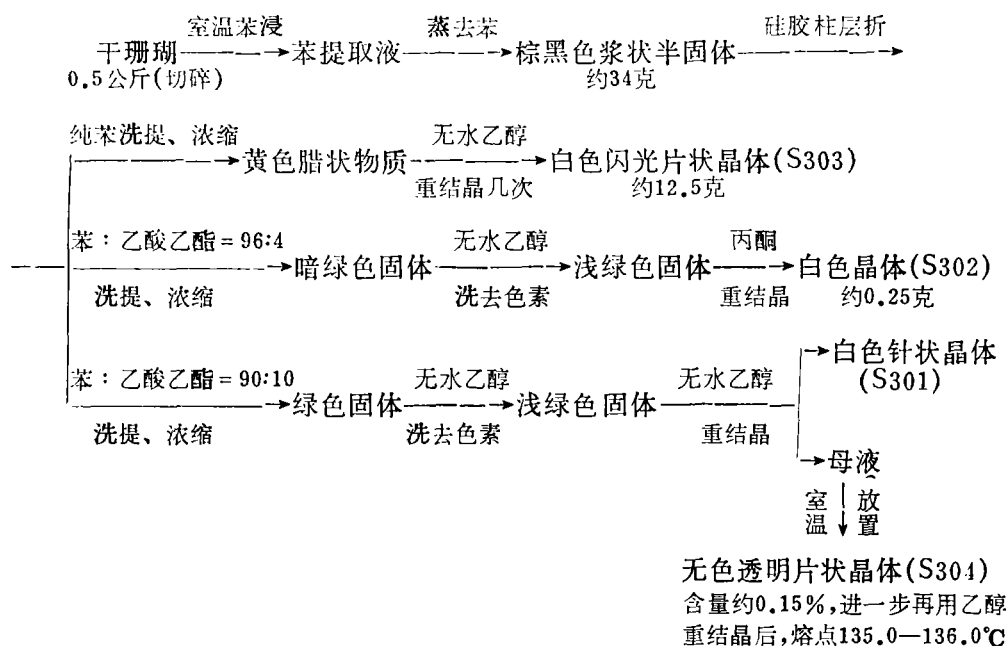 室温苯浸 蒸去苯 硅胶柱层折
干珊瑚 苯提取液 棕黑色浆状半固体
0.5公斤(切碎) 约34克
纯苯洗提、浓缩 无水乙醇
黄色腊状物质 白色闪光片状晶体(S303)
重结晶几次 约12.5克
苯：乙酸乙酯=96:4 无水乙醇 丙酮
暗绿色固体 浅绿色固体 白色晶体(S302)
洗提、浓缩 洗去色素 重结晶 约0.25克
白色针状晶体
(S301)
苯：乙酸乙酯=90:10 无水乙醇 无水乙醇
绿色固体 浅绿色固体
洗提、浓缩 洗去色素 重结晶
母液
室温 放置
无色透明片状晶体(S304)
含量约0.15%,进一步再用乙醇
重结晶后,熔点135.0—136.0℃